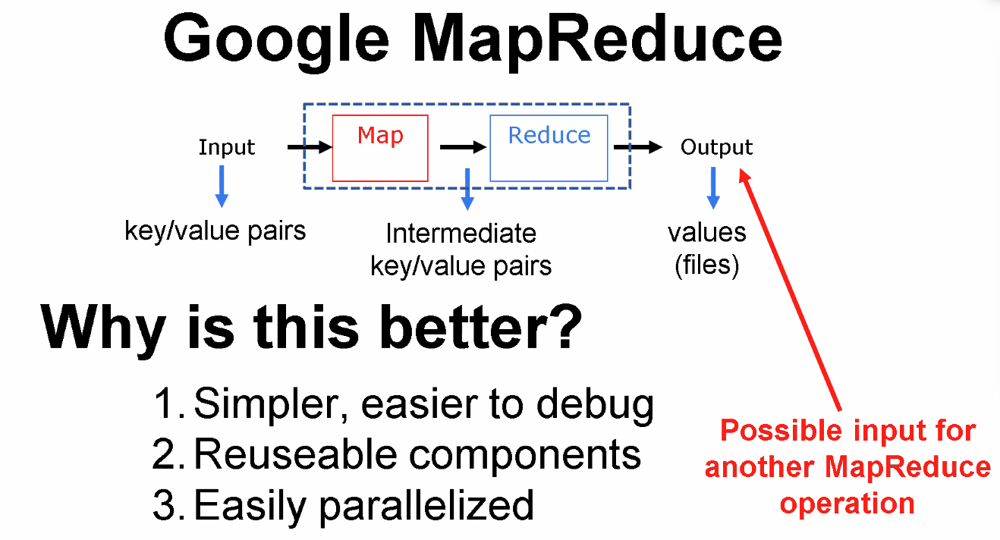 Google MapReduce
Input
Map
Reduce
Output
key/value pairs
Intermediate
key/value pairs
values
(files)
Why is this better?
1. Simpler, easier to debug
2. Reuseable components
3. Easily parallelized
Possible input for
another MapReduce
operation